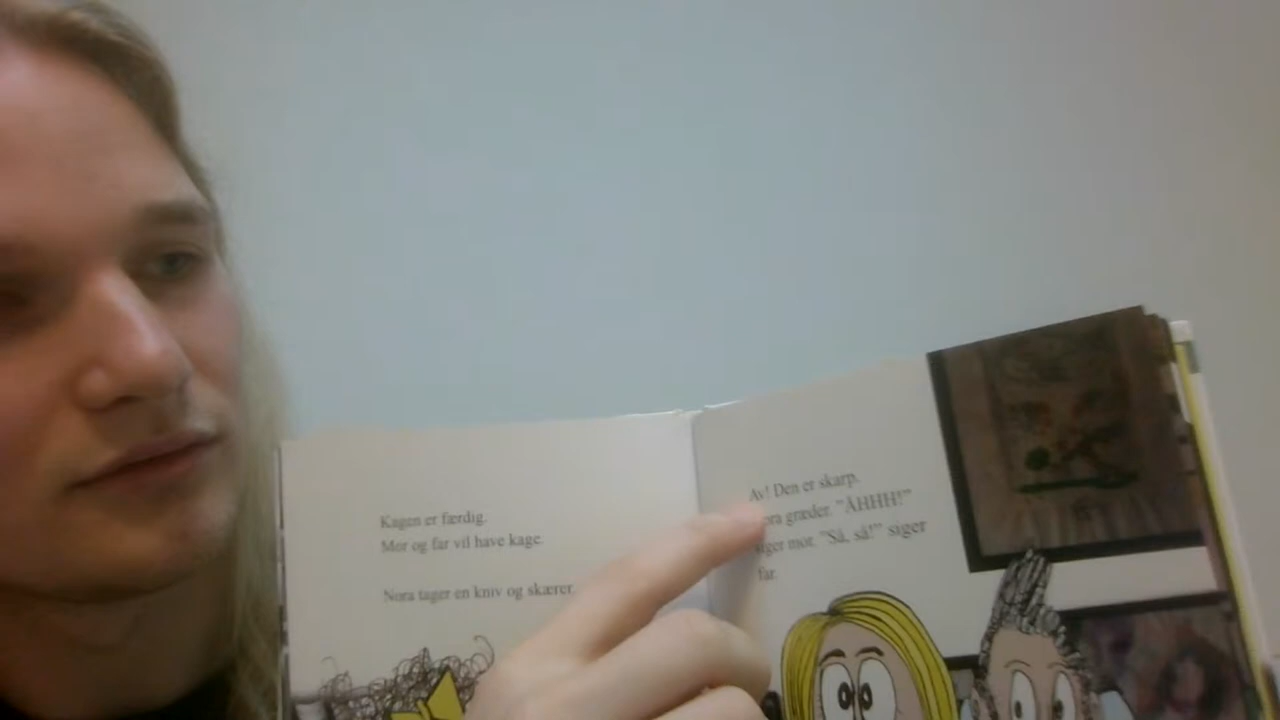 Kagen er færdig.
Mor og far vil have kage.
Nora tager en kniv og skærer.
Av! Den er skarp.
græder. "ÅHHH!"
siger mor. "Så, så!" siger
far.